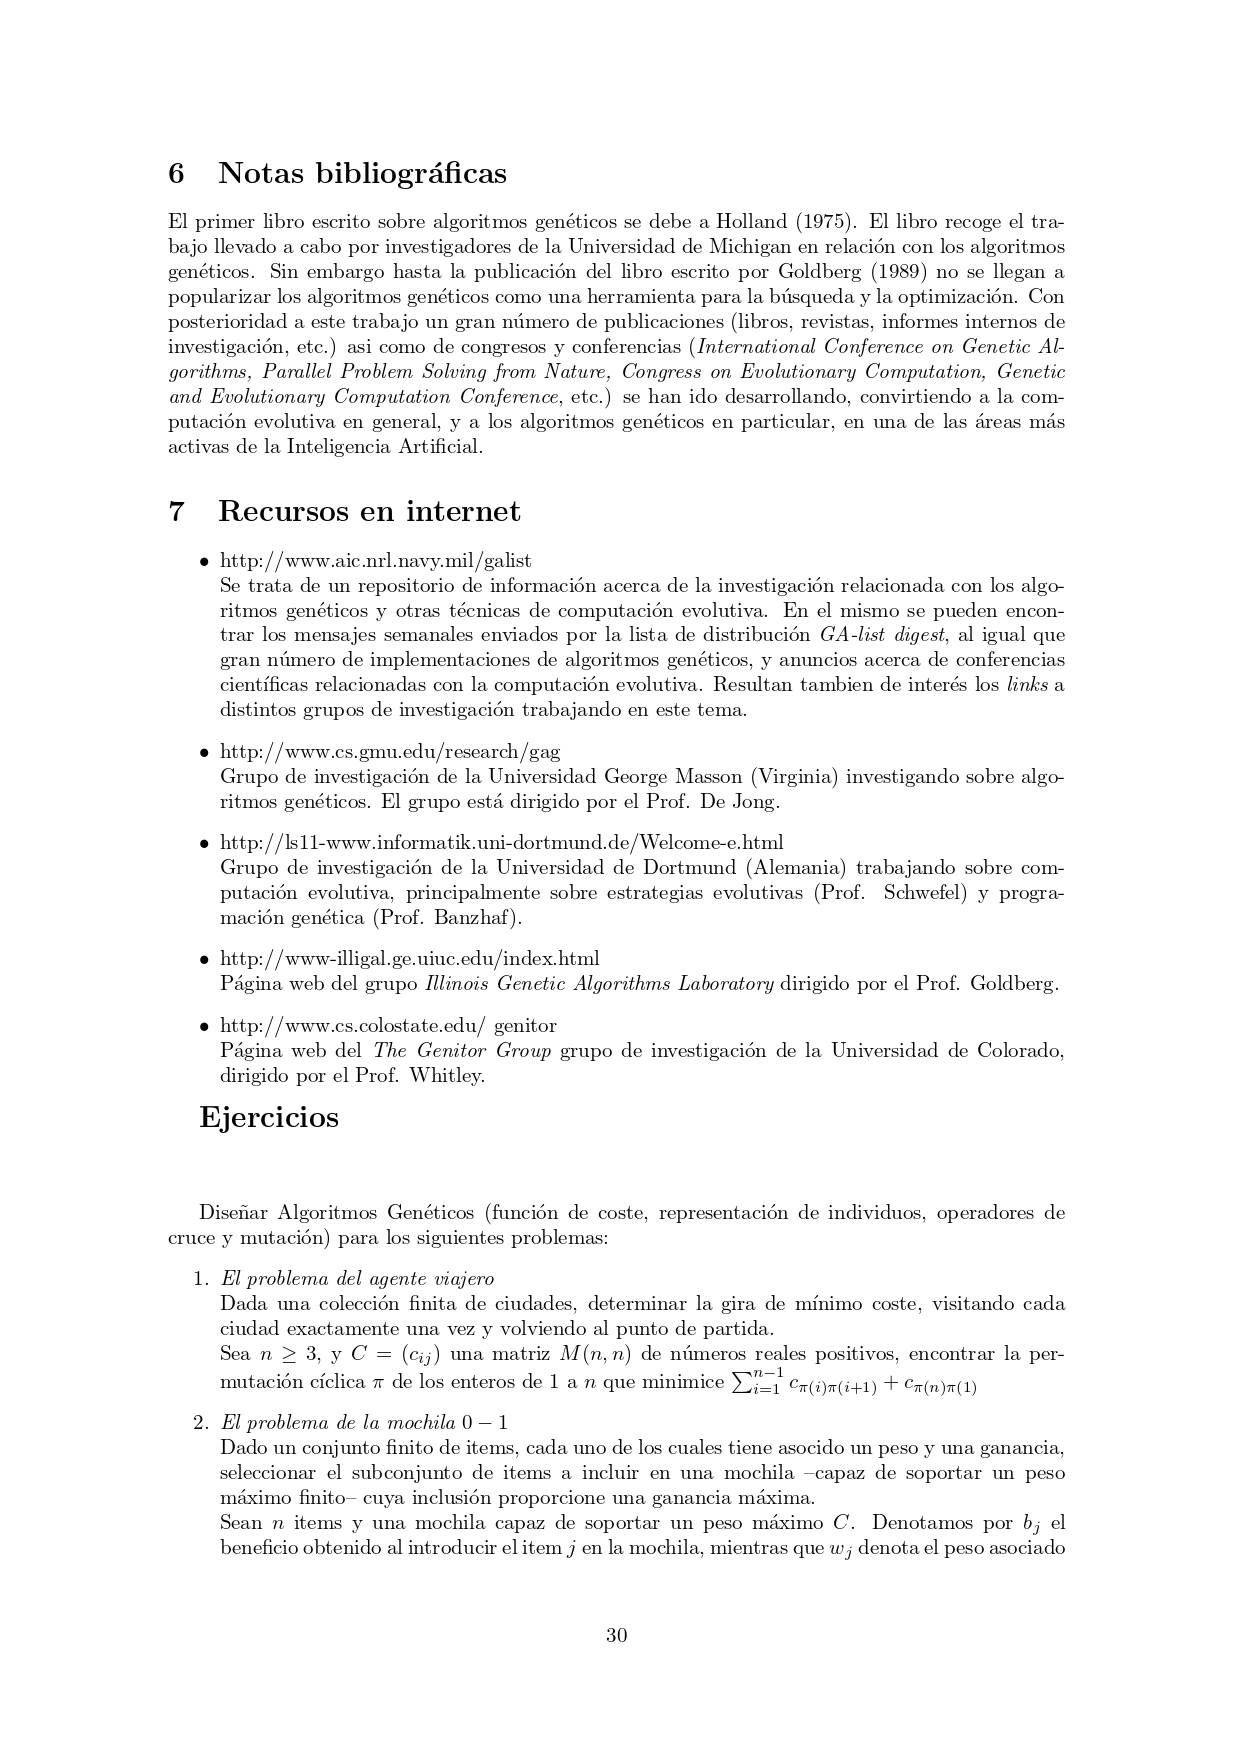 6 Notas bibliográficas
El primer libro escrito sobre algoritmos genéticos se debe a Holland (1975). El libro recoge el tra-
bajo llevado a cabo por investigadores de la Universidad de Michigan en relación con los algoritmos
genéticos. Sin embargo hasta la publicación del libro escrito por Goldberg (1989) no se llegan a
popularizar los algoritmos genéticos como una herramienta para la búsqueda y la optimización. Con
posterioridad a este trabajo un gran número de publicaciones (libros, revistas, informes internos de
investigación, etc.) asi como de congresos y conferencias (International Conference on Genetic Al-
gorithms, Parallel Problem Solving from Nature, Congress on Evolutionary Computation, Genetic
and Evolutionary Computation Conference, etc.) se han ido desarrollando, convirtiendo a la com-
putación evolutiva en general, y a los algoritmos genéticos en particular, en una de las áreas más
activas de la Inteligencia Artificial.
7 Recursos en internet
• http://www.aic.nrl.navy.mil/galist
Se trata de un repositorio de información acerca de la investigación relacionada con los algo-
ritmos genéticos y otras técnicas de computación evolutiva. En el mismo se pueden encon-
trar los mensajes semanales enviados por la lista de distribución GA-list digest, al igual que
gran número de implementaciones de algoritmos genéticos, y anuncios acerca de conferencias
científicas relacionadas con la computación evolutiva. Resultan tambien de interés los links a
distintos grupos de investigación trabajando en este tema.
• http://www.cs.gmu.edu/research/gag
Grupo de investigación de la Universidad George Masson (Virginia) investigando sobre algo-
ritmos genéticos. El grupo está dirigido por el Prof. De Jong.
• http://ls11-www.informatik.uni-dortmund.de/Welcome-e.html
Grupo de investigación de la Universidad de Dortmund (Alemania) trabajando sobre com-
putación evolutiva, principalmente sobre estrategias evolutivas (Prof. Schwefel) y progra-
mación genética (Prof. Banzhaf).
• http://www-illigal.ge.uiuc.edu/index.html
Página web del grupo Illinois Genetic Algorithms Laboratory dirigido por el Prof. Goldberg.
• http://www.cs.colostate.edu/ genitor
Página web del The Genitor Group grupo de investigación de la Universidad de Colorado,
dirigido por el Prof. Whitley.
Ejercicios
Diseñar Algoritmos Genéticos (función de coste, representación de individuos, operadores de
cruce y mutación) para los siguientes problemas:
1. El problema del agente viajero
Dada una colección finita de ciudades, determinar la gira de mínimo coste, visitando cada
ciudad exactamente una vez y volviendo al punto de partida.
Sea n ≥ 3, y C = (c_{ij}) una matriz M(n, n) de números reales positivos, encontrar la per-
mutación cíclica π de los enteros de 1 a n que minimice ∑_{i=1}^{n−1} c_{π(i)π(i+1)} + c_{π(n)π(1)}
2. El problema de la mochila 0 − 1
Dado un conjunto finito de items, cada uno de los cuales tiene asocido un peso y una ganancia,
seleccionar el subconjunto de items a incluir en una mochila –capaz de soportar un peso
máximo finito– cuya inclusión proporcione una ganancia máxima.
Sean n items y una mochila capaz de soportar un peso máximo C. Denotamos por b_j el
beneficio obtenido al introducir el item j en la mochila, mientras que w_j denota el peso asociado
30